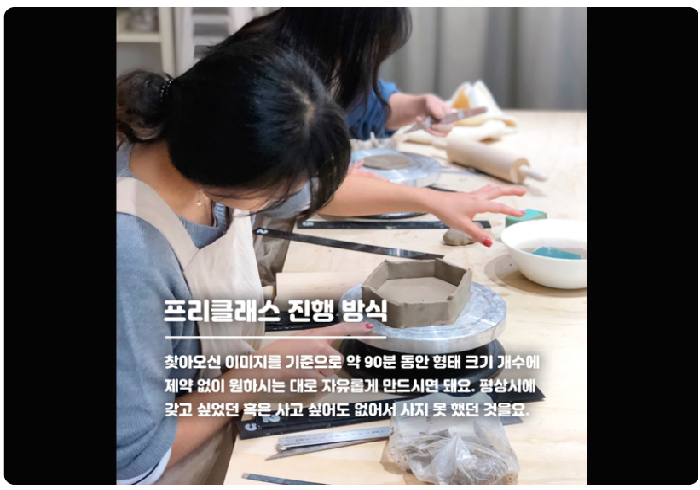 프리클래스 진행 방식
찾아오신 이미지를 기준으로 약 90분 동안 형태 크기 개수에
제약 없이 원하시는 대로 자유롭게 만드시면 돼요. 평상시에
갖고 싶었던 혹은 사고 싶어도 없어서 사지 못 했던 것을요.